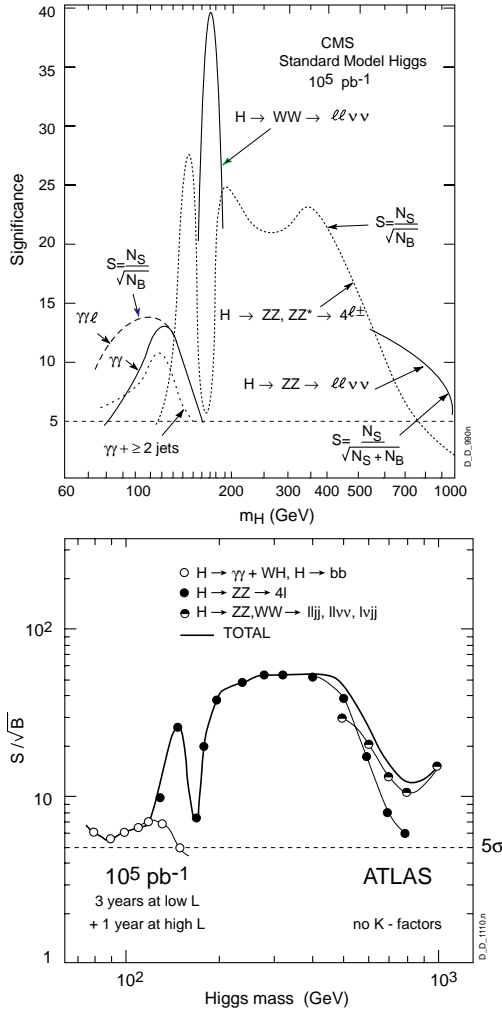 40
35
30
25
20
15
10
5
Significance
CMS
Standard Model Higgs
10⁵ pb⁻¹
H → WW → ℓℓνν
S = N_S / √N_B
γγℓ
γγ
S = N_S / √N_B
H → ZZ, ZZ* → 4ℓ±
H → ZZ → ℓℓνν
γγ + ≥ 2 jets
S = N_S / √(N_S + N_B)
D_D_990n
60 100 200 300 400 500 700 1000
m_H (GeV)
H → γγ + WH, H → bb
H → ZZ → 4l
H → ZZ,WW → lljj, llνν, lνjj
TOTAL
10²
10
1
S / √B
5σ
10⁵ pb⁻¹
3 years at low L
+ 1 year at high L
ATLAS
no K - factors
D_D_1110.n
10² 10³
Higgs mass (GeV)